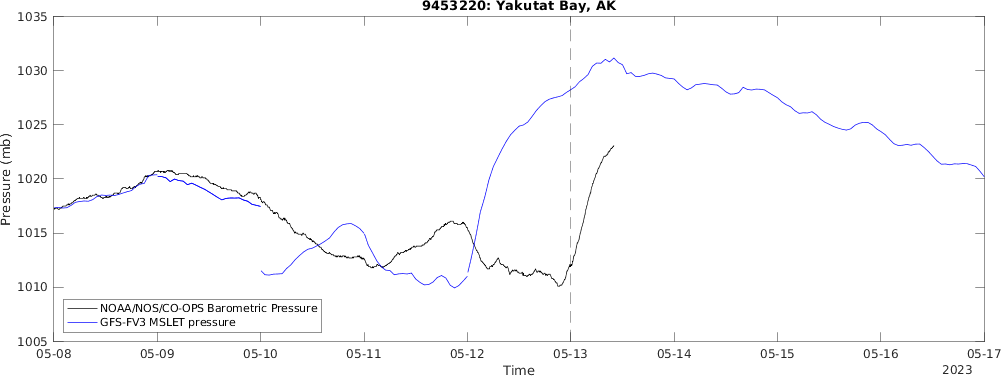 9453220: Yakutat Bay, AK
Pressure (mb)
1035
1030
1025
1020
1015
1010
1005
NOAA/NOS/CO-OPS Barometric Pressure
GFS-FV3 MSLET pressure
05-08 05-09 05-10 05-11 05-12 05-13 05-14 05-15 05-16 05-17
Time
2023